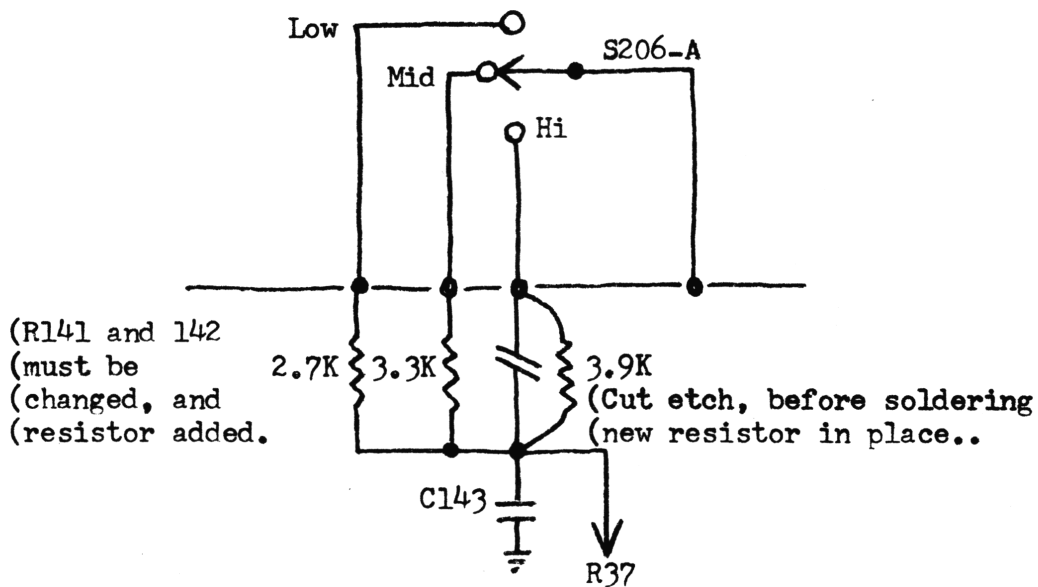 Low
S206-A
Mid
Hi
(R141 and 142
(must be
(changed, and
(resistor added.
2.7K
3.3K
3.9K
(Cut etch, before soldering
(new resistor in place..
C143
R37